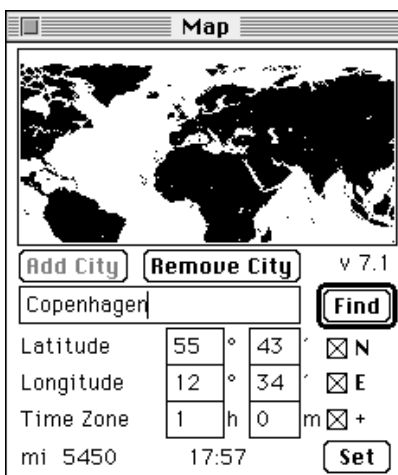 Map
Add City Remove City v 7.1
Copenhagen Find
Latitude 55 ° 43 ′ N
Longitude 12 ° 34 ′ E
Time Zone 1 h 0 m +
mi 5450 17:57 Set